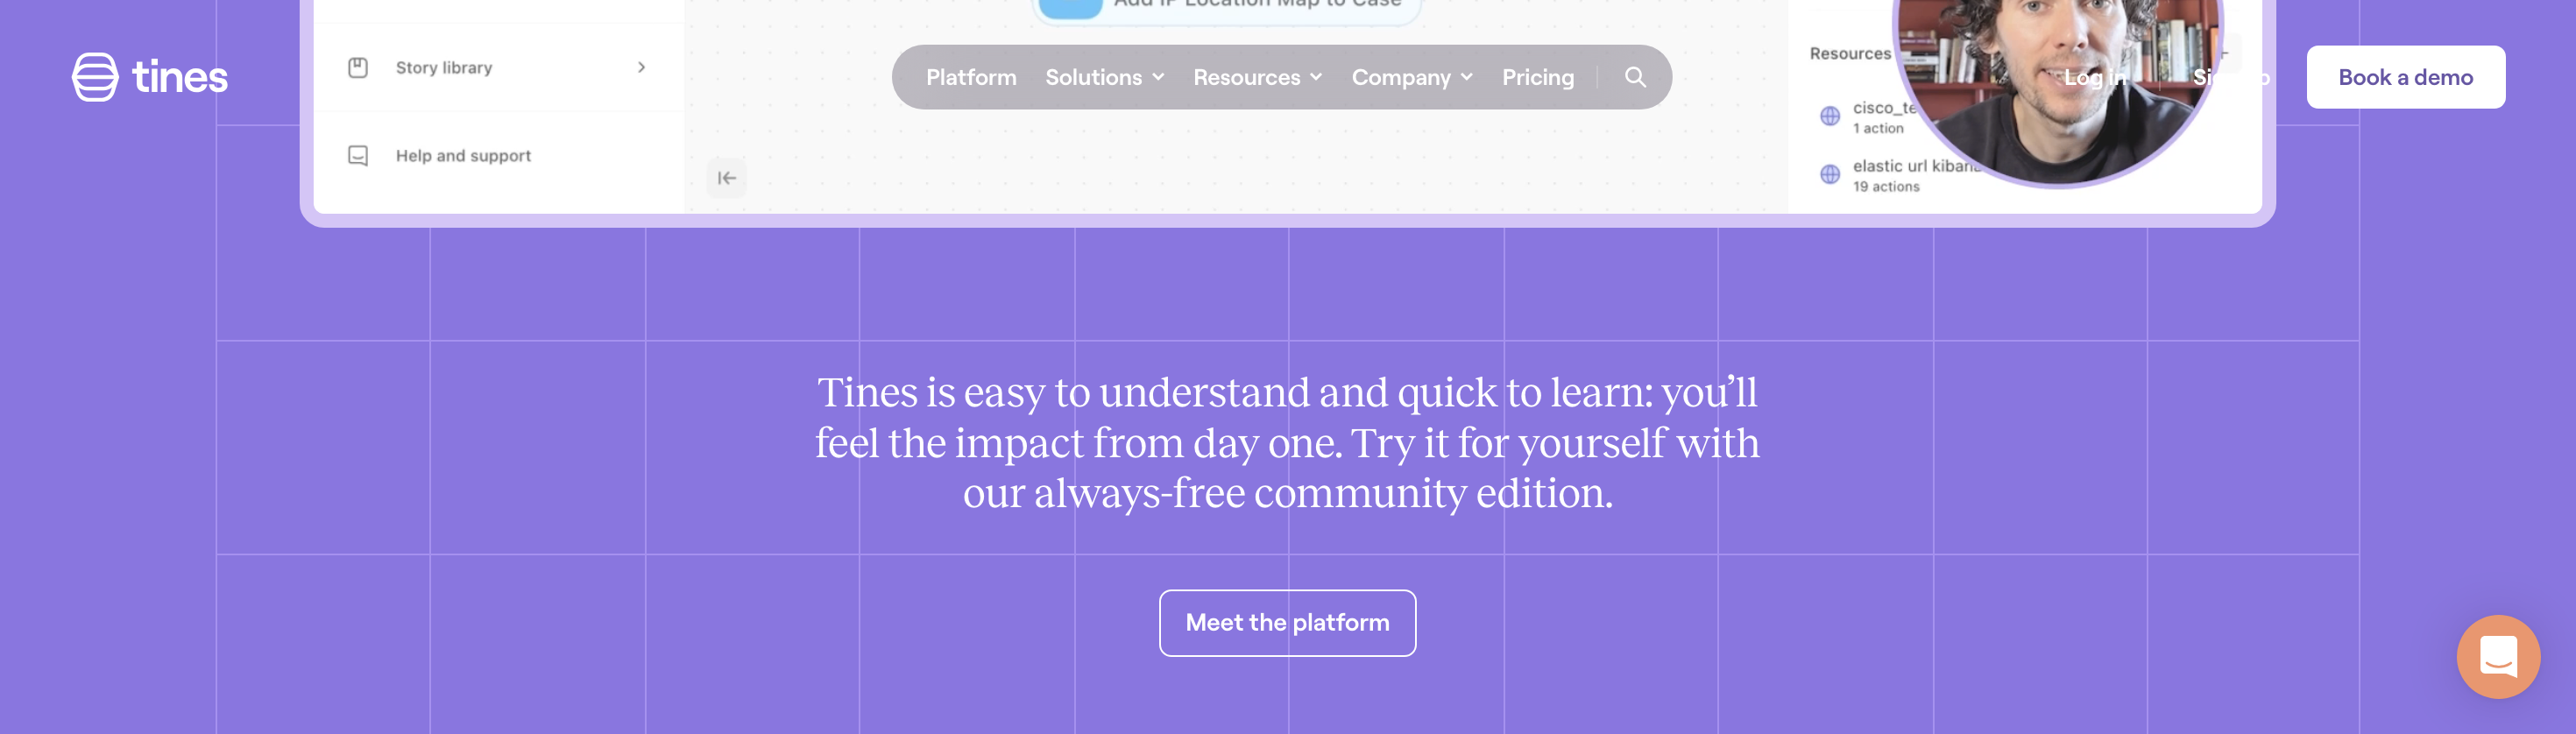 Add IP Location Map to Case
tines
Story library
Platform Solutions Resources Company Pricing
Resources
Log in
Book a demo
cisco_te
1 action
Help and support
elastic url kibana
19 actions
Tines is easy to understand and quick to learn: you’ll
feel the impact from day one. Try it for yourself with
our always-free community edition.
Meet the platform